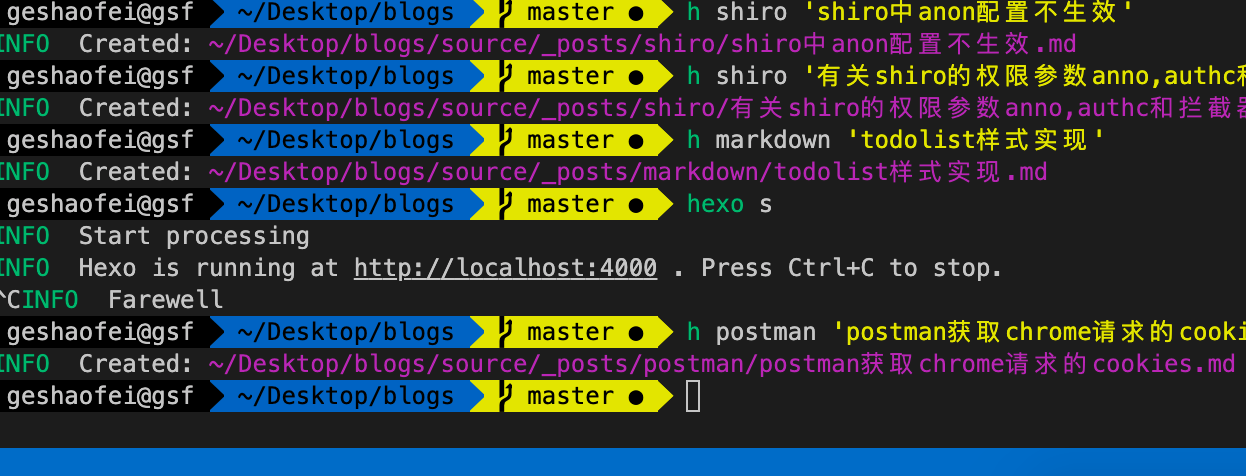 geshaofei@gsf ~/Desktop/blogs master ● h shiro 'shiro中anon配置不生效'
INFO Created: ~/Desktop/blogs/source/_posts/shiro/shiro中anon配置不生效.md
geshaofei@gsf ~/Desktop/blogs master ● h shiro '有关shiro的权限参数anno,authc和
INFO Created: ~/Desktop/blogs/source/_posts/shiro/有关shiro的权限参数anno,authc和拦截器
geshaofei@gsf ~/Desktop/blogs master ● h markdown 'todolist样式实现'
INFO Created: ~/Desktop/blogs/source/_posts/markdown/todolist样式实现.md
geshaofei@gsf ~/Desktop/blogs master ● hexo s
INFO Start processing
INFO Hexo is running at http://localhost:4000 . Press Ctrl+C to stop.
^CINFO Farewell
geshaofei@gsf ~/Desktop/blogs master ● h postman 'postman获取chrome请求的cooki
INFO Created: ~/Desktop/blogs/source/_posts/postman/postman获取chrome请求的cookies.md
geshaofei@gsf ~/Desktop/blogs master ●